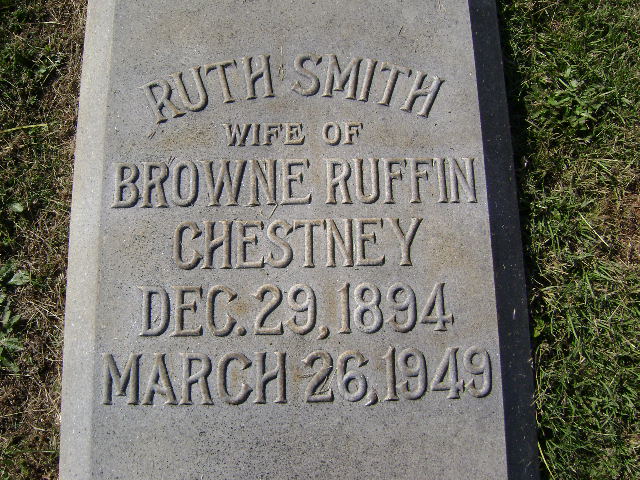 RUTH SMITH
WIFE OF
BROWNE RUFFIN
CHESTNEY
DEC. 29, 1894
MARCH 26, 1949